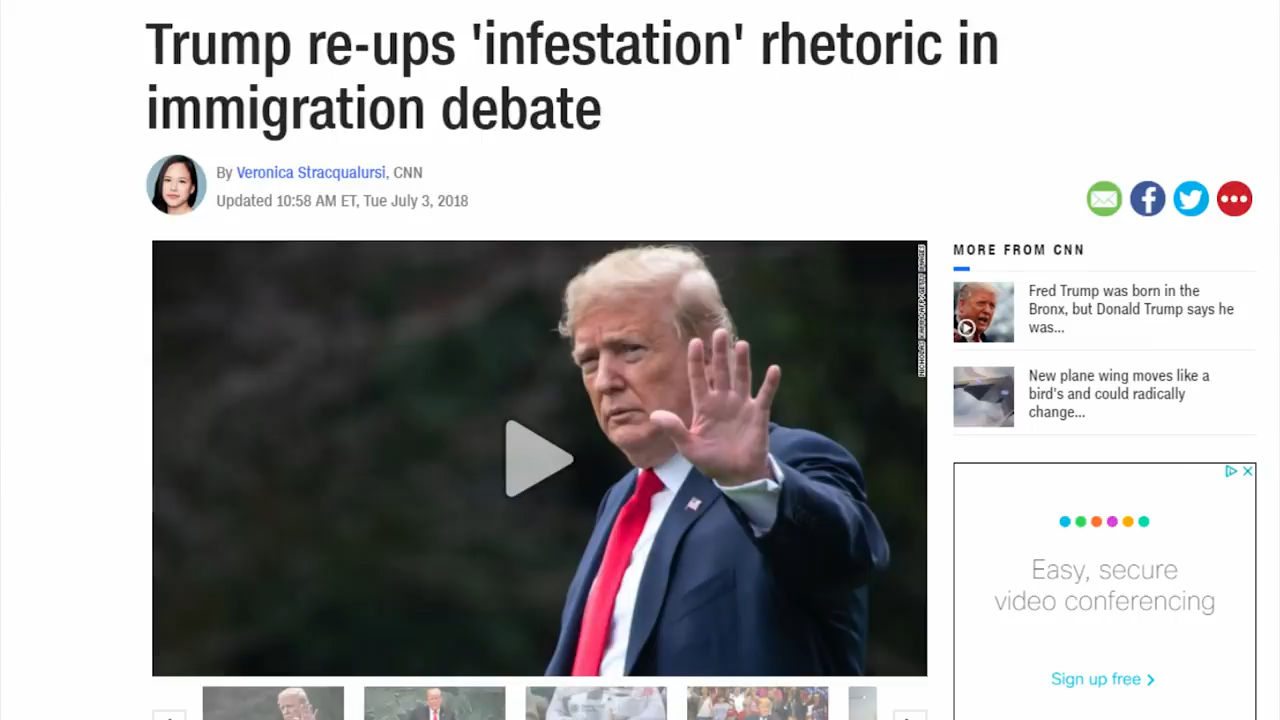 Trump re-ups 'infestation' rhetoric in
immigration debate
By Veronica Stracqualursi, CNN
Updated 10:58 AM ET, Tue July 3, 2018
MORE FROM CNN
Fred Trump was born in the
Bronx, but Donald Trump says he
was...
New plane wing moves like a
bird's and could radically
change...
Easy, secure
video conferencing
Sign up free